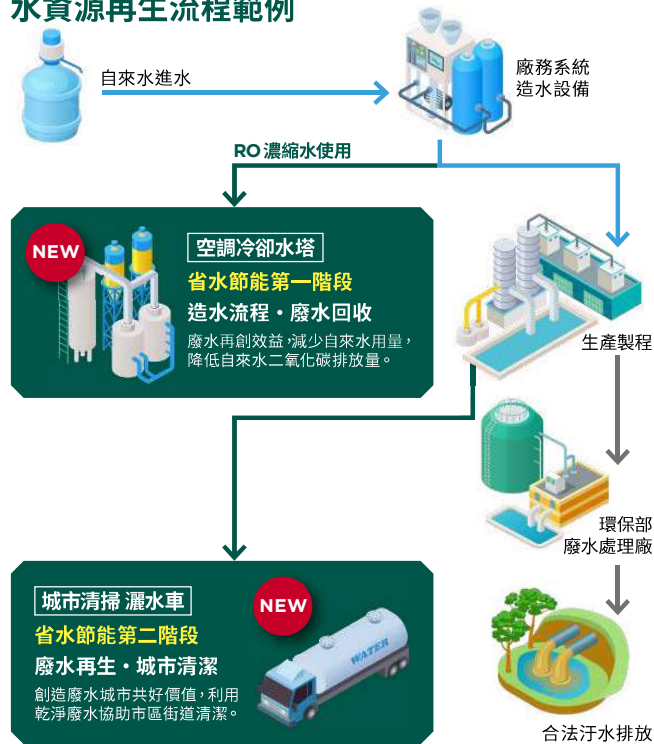 水資源再生流程範例
自來水進水
廠務系統
造水設備
RO 濃縮水使用
NEW
空調冷卻水塔
省水節能第一階段
造水流程・廢水回收
廢水再創效益，減少自來水用量，
降低自來水二氧化碳排放量。
生產製程
環保部
廢水處理廠
城市清掃 灑水車
NEW
省水節能第二階段
廢水再生・城市清潔
創造廢水城市共好價值，利用
乾淨廢水協助市區街道清潔。
WATER
合法汙水排放